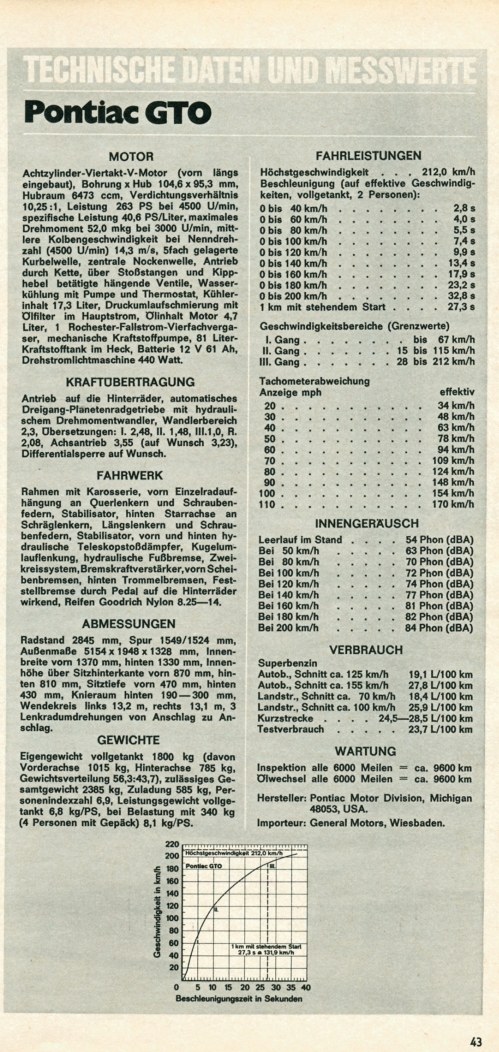 TECHNISCHE DATEN UND MESSWERTE
Pontiac GTO
MOTOR
Achtzylinder-Viertakt-V-Motor (vorn längs
eingebaut), Bohrung x Hub 104,6 x 95,3 mm,
Hubraum 6473 ccm, Verdichtungsverhältnis
10,25 : 1, Leistung 263 PS bei 4500 U/min,
spezifische Leistung 40,6 PS/Liter, maximales
Drehmoment 52,0 mkg bei 3000 U/min, mitt-
lere Kolbengeschwindigkeit bei Nenndreh-
zahl (4500 U/min) 14,3 m/s, 5fach gelagerte
Kurbelwelle, zentrale Nockenwelle, Antrieb
durch Kette, über Stoßstangen und Kipp-
hebel betätigte hängende Ventile, Wasser-
kühlung mit Pumpe und Thermostat, Kühler-
inhalt 17,3 Liter, Druckumlaufschmierung mit
Ölfilter im Hauptstrom, Ölinhalt Motor 4,7
Liter, 1 Rochester-Fallstrom-Vierfachverga-
ser, mechanische Kraftstoffpumpe, 81 Liter-
Kraftstofftank im Heck, Batterie 12 V 61 Ah,
Drehstromlichtmaschine 440 Watt.
KRAFTÜBERTRAGUNG
Antrieb auf die Hinterräder, automatisches
Dreigang-Planetenradgetriebe mit hydrauli-
schem Drehmomentwandler, Wandlerbereich
2,3, Übersetzungen: I. 2,48, II. 1,48, III.1,0, R.
2,08, Achsantrieb 3,55 (auf Wunsch 3,23),
Differentialsperre auf Wunsch.
FAHRWERK
Rahmen mit Karosserie, vorn Einzelradauf-
hängung an Querlenkern und Schrauben-
federn, Stabilisator, hinten Starrachse an
Schräglenkern, Längslenkern und Schrau-
benfedern, Stabilisator, vorn und hinten hy-
draulische Teleskopstoßdämpfer, Kugelum-
lauflenkung, hydraulische Fußbremse, Zwei-
kreissystem, Bremskraftverstärker, vorn Schei-
benbremsen, hinten Trommelbremsen, Fest-
stellbremse durch Pedal auf die Hinterräder
wirkend, Reifen Goodrich Nylon 8.25—14.
ABMESSUNGEN
Radstand 2845 mm, Spur 1549/1524 mm,
Außenmaße 5154 x 1948 x 1328 mm, Innen-
breite vorn 1370 mm, hinten 1330 mm, Innen-
höhe über Sitzhinterkante vorn 870 mm, hin-
ten 810 mm, Sitztiefe vorn 470 mm, hinten
430 mm, Knieraum hinten 190 — 300 mm,
Wendekreis links 13,2 m, rechts 13,1 m, 3
Lenkradumdrehungen von Anschlag zu An-
schlag.
GEWICHTE
Eigengewicht vollgetankt 1800 kg (davon
Vorderachse 1015 kg, Hinterachse 785 kg,
Gewichtsverteilung 56,3:43,7), zulässiges Ge-
samtgewicht 2385 kg, Zuladung 585 kg, Per-
sonenindexzahl 6,9, Leistungsgewicht vollge-
tankt 6,8 kg/PS, bei Belastung mit 340 kg
(4 Personen mit Gepäck) 8,1 kg/PS.
FAHRLEISTUNGEN
Höchstgeschwindigkeit . . . 212,0 km/h
Beschleunigung (auf effektive Geschwindig-
keiten, vollgetankt, 2 Personen):
0 bis 40 km/h . . . . . . . . 2,8 s
0 bis 60 km/h . . . . . . . . 4,0 s
0 bis 80 km/h . . . . . . . . 5,5 s
0 bis 100 km/h . . . . . . . . 7,4 s
0 bis 120 km/h . . . . . . . . 9,9 s
0 bis 140 km/h . . . . . . . . 13,4 s
0 bis 160 km/h . . . . . . . . 17,9 s
0 bis 180 km/h . . . . . . . . 23,2 s
0 bis 200 km/h . . . . . . . . 32,8 s
1 km mit stehendem Start . . . . 27,3 s
Geschwindigkeitsbereiche (Grenzwerte)
I. Gang . . . . . . . . bis 67 km/h
II. Gang . . . . . . . 15 bis 115 km/h
III. Gang . . . . . . . 28 bis 212 km/h
Tachometerabweichung
Anzeige mph effektiv
20 . . . . . . . . . . . 34 km/h
30 . . . . . . . . . . . 48 km/h
40 . . . . . . . . . . . 63 km/h
50 . . . . . . . . . . . 78 km/h
60 . . . . . . . . . . . 94 km/h
70 . . . . . . . . . . . 109 km/h
80 . . . . . . . . . . . 124 km/h
90 . . . . . . . . . . . 148 km/h
100 . . . . . . . . . . . 154 km/h
110 . . . . . . . . . . . 170 km/h
INNENGERÄUSCH
Leerlauf im Stand . . . . 54 Phon (dBA)
Bei 50 km/h . . . . . 63 Phon (dBA)
Bei 80 km/h . . . . . 70 Phon (dBA)
Bei 100 km/h . . . . . 72 Phon (dBA)
Bei 120 km/h . . . . . 74 Phon (dBA)
Bei 140 km/h . . . . . 77 Phon (dBA)
Bei 160 km/h . . . . . 81 Phon (dBA)
Bei 180 km/h . . . . . 82 Phon (dBA)
Bei 200 km/h . . . . . 84 Phon (dBA)
VERBRAUCH
Superbenzin
Autob., Schnitt ca. 125 km/h 19,1 L/100 km
Autob., Schnitt ca. 155 km/h 27,8 L/100 km
Landstr., Schnitt ca. 70 km/h 18,4 L/100 km
Landstr., Schnitt ca. 100 km/h 25,9 L/100 km
Kurzstrecke . . . . 24,5—28,5 L/100 km
Testverbrauch . . . . . 23,7 L/100 km
WARTUNG
Inspektion alle 6000 Meilen = ca. 9600 km
Ölwechsel alle 6000 Meilen = ca. 9600 km
Hersteller: Pontiac Motor Division, Michigan
48053, USA.
Importeur: General Motors, Wiesbaden.
220
200
180
160
140
120
100
80
60
40
20
Geschwindigkeit in km/h
Höchstgeschwindigkeit 212,0 km/h
Pontiac GTO
III.
II.
I.
1 km mit stehendem Start
27,3 s = 131,9 km/h
0 5 10 15 20 25 30 35 40
Beschleunigungszeit in Sekunden
43